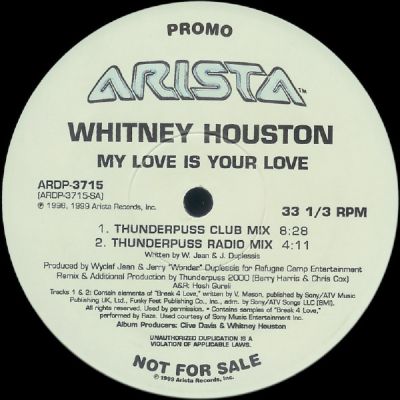 PROMO
ARISTA™
WHITNEY HOUSTON
MY LOVE IS YOUR LOVE
ARDP-3715
(ARDP-3715-SA)
℗ 1998, 1999 Arista Records, Inc.
33 1/3 RPM
1. THUNDERPUSS CLUB MIX 8:28
2. THUNDERPUSS RADIO MIX 4:11
Written by W. Jean & J. Duplessis
Produced by Wyclef Jean & Jerry "Wonder" Duplessis for Refugee Camp Entertainment
Remix & Additional Production by Thunderpuss 2000 (Barry Harris & Chris Cox)
A&R: Hosh Gureli
Tracks 1 & 2: Contain elements of "Break 4 Love," written by V. Mason, published by Sony/ATV Music
Publishing UK, Ltd., Funky Feet Publishing Co., Inc., adm. by Sony/ATV Songs LLC (BMI).
All rights reserved. Used by permission. • Contains samples of "Break 4 Love,"
performed by Raze. Used courtesy of Sony Music Entertainment Inc.
Album Producers: Clive Davis & Whitney Houston
UNAUTHORIZED DUPLICATION IS A
VIOLATION OF APPLICABLE LAWS.
NOT FOR SALE
© 1999 Arista Records, Inc.